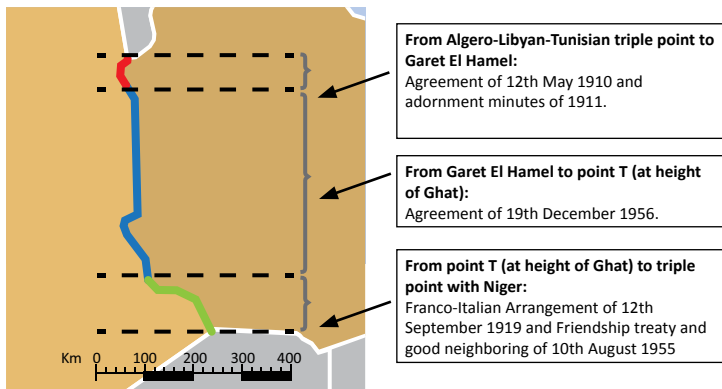 From Algero-Libyan-Tunisian triple point to
Garet El Hamel:
Agreement of 12th May 1910 and
adornment minutes of 1911.
From Garet El Hamel to point T (at height
of Ghat):
Agreement of 19th December 1956.
From point T (at height of Ghat) to triple
point with Niger:
Franco-Italian Arrangement of 12th
September 1919 and Friendship treaty and
good neighboring of 10th August 1955
Km 0 100 200 300 400